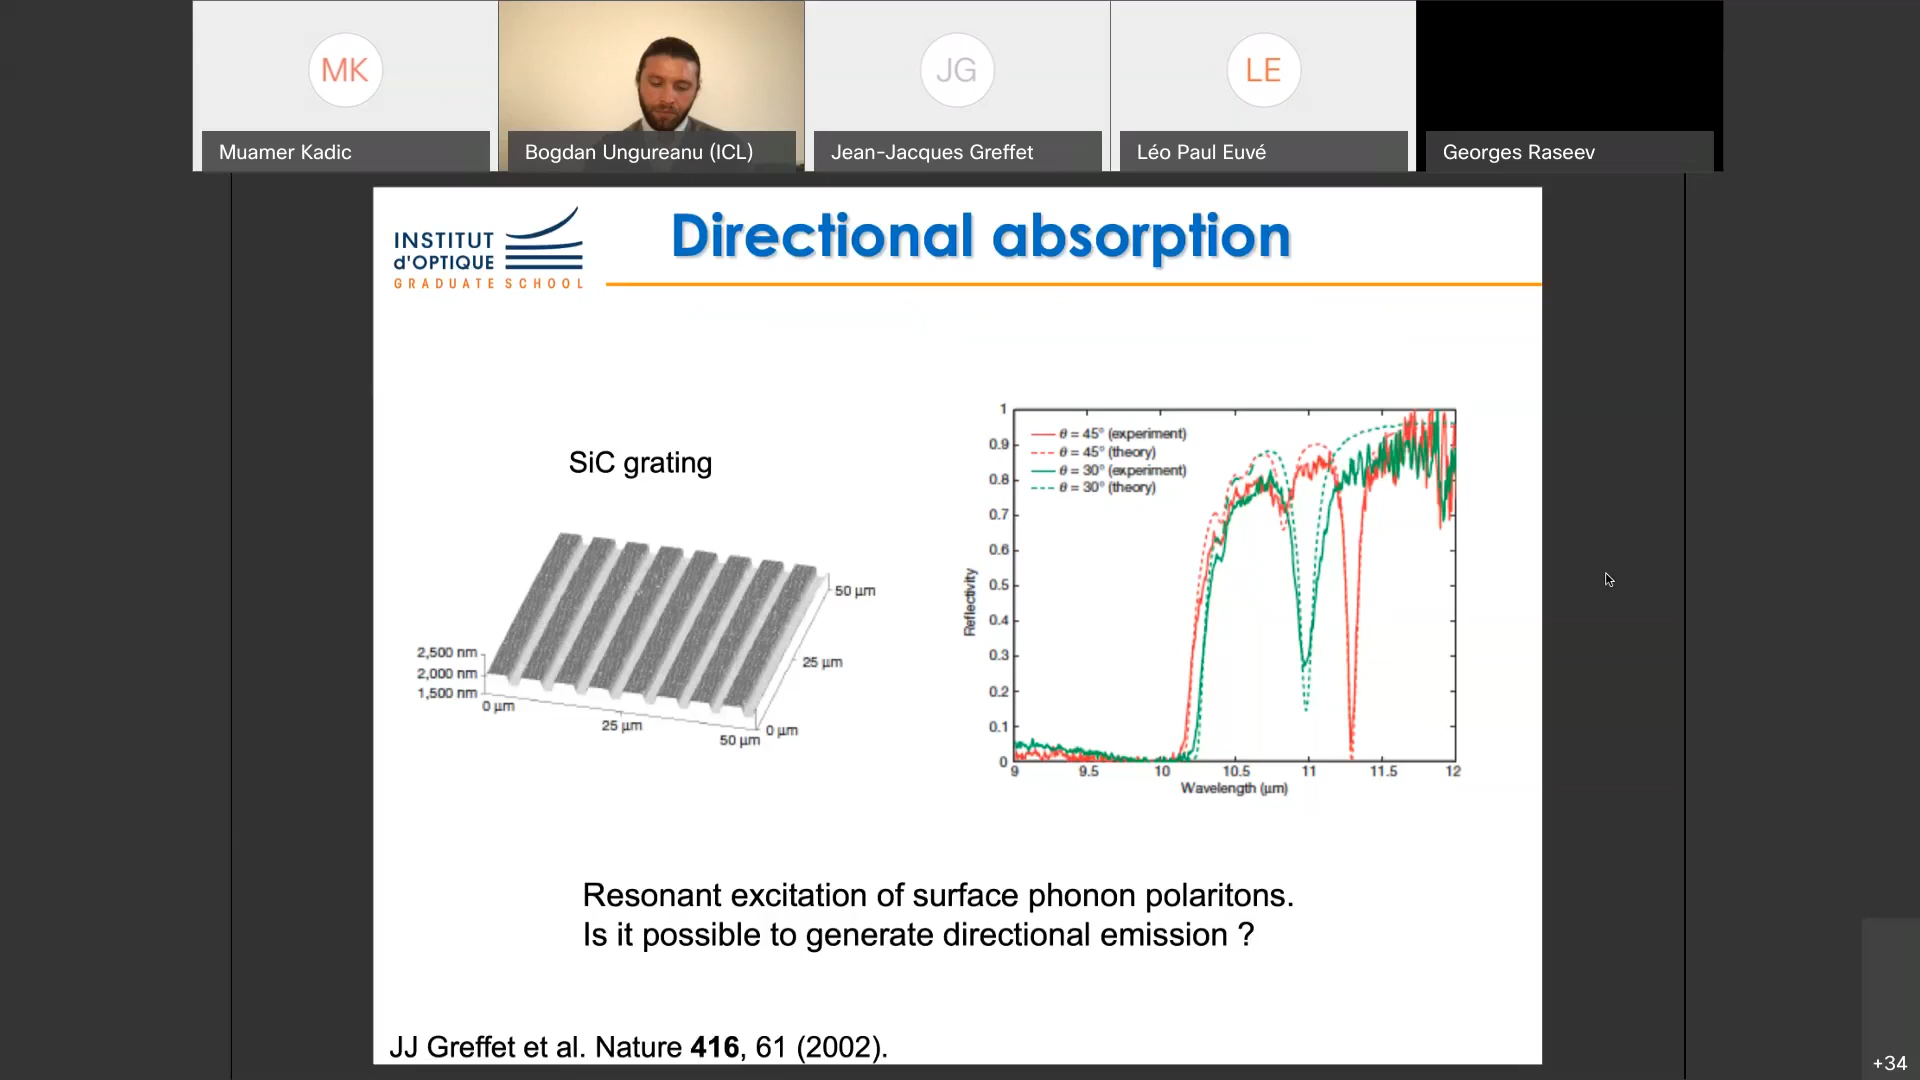 MK
JG
LE
Muamer Kadic
Bogdan Ungureanu (ICL)
Jean-Jacques Greffet
Léo Paul Euvé
Georges Raseev
INSTITUT
d'OPTIQUE
GRADUATE SCHOOL
Directional absorption
SiC grating
2,500 nm
2,000 nm
1,500 nm
0 µm
25 µm
50 µm
0 µm
25 µm
50 µm
θ = 45° (experiment)
θ = 45° (theory)
θ = 30° (experiment)
θ = 30° (theory)
Reflectivity
1
0.9
0.8
0.7
0.6
0.5
0.4
0.3
0.2
0.1
0
9
9.5
10
10.5
11
11.5
12
Wavelength (µm)
Resonant excitation of surface phonon polaritons.
Is it possible to generate directional emission ?
JJ Greffet et al. Nature 416, 61 (2002).
+34